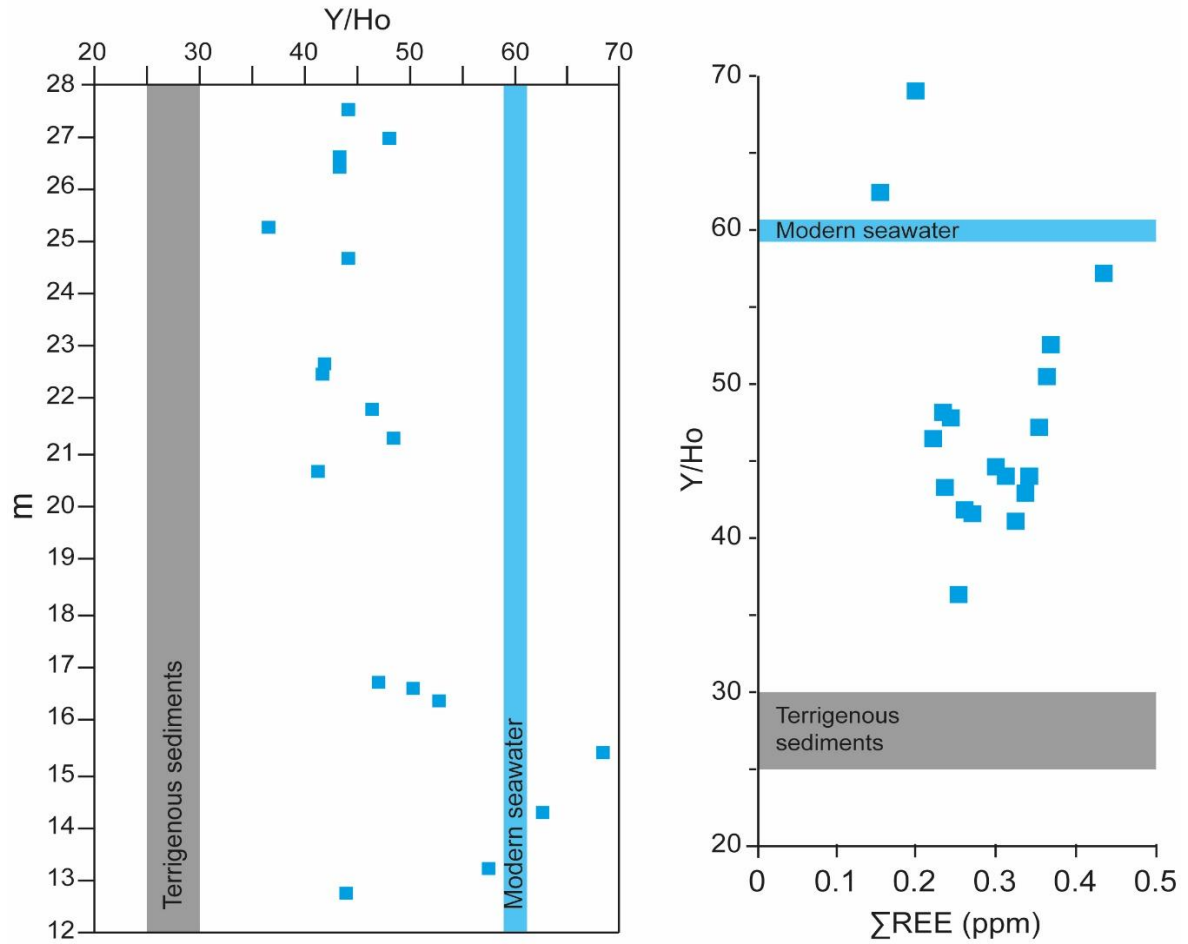 Y/Ho
20 30 40 50 60 70
28
27
26
25
24
23
22
21
20
19
18
17
16
15
14
13
12
m
Terrigenous sediments
Modern seawater
70
60
50
40
30
20
Y/Ho
Modern seawater
Terrigenous
sediments
0 0.1 0.2 0.3 0.4 0.5
∑REE (ppm)